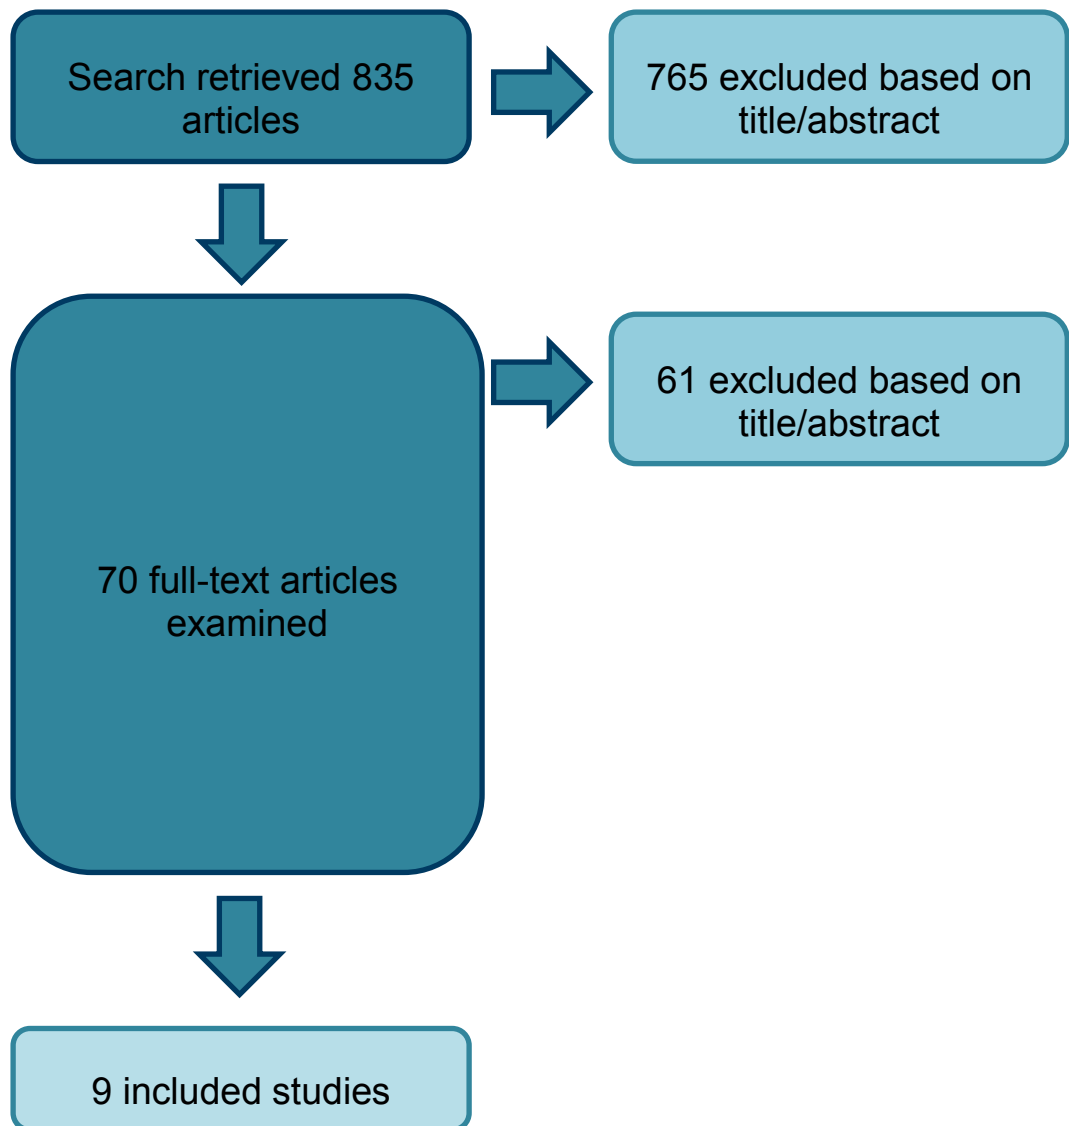 Search retrieved 835
articles
765 excluded based on
title/abstract
61 excluded based on
title/abstract
70 full-text articles
examined
9 included studies